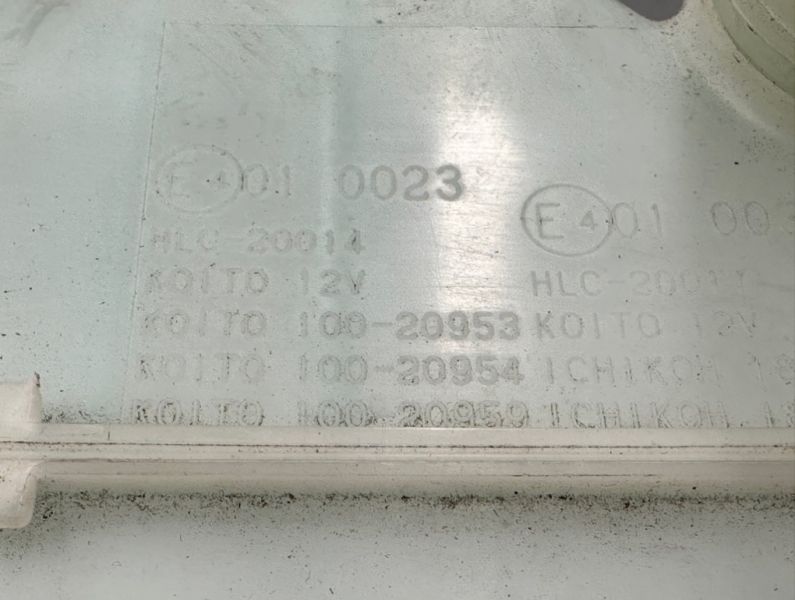 E4 01 0023
HLC-20014
KOITO 12V
KOITO 100-20953
KOITO 100-20954
KOITO 100-20959
E4 01
KOITO 12V
ICHIKOH
ICHIKOH